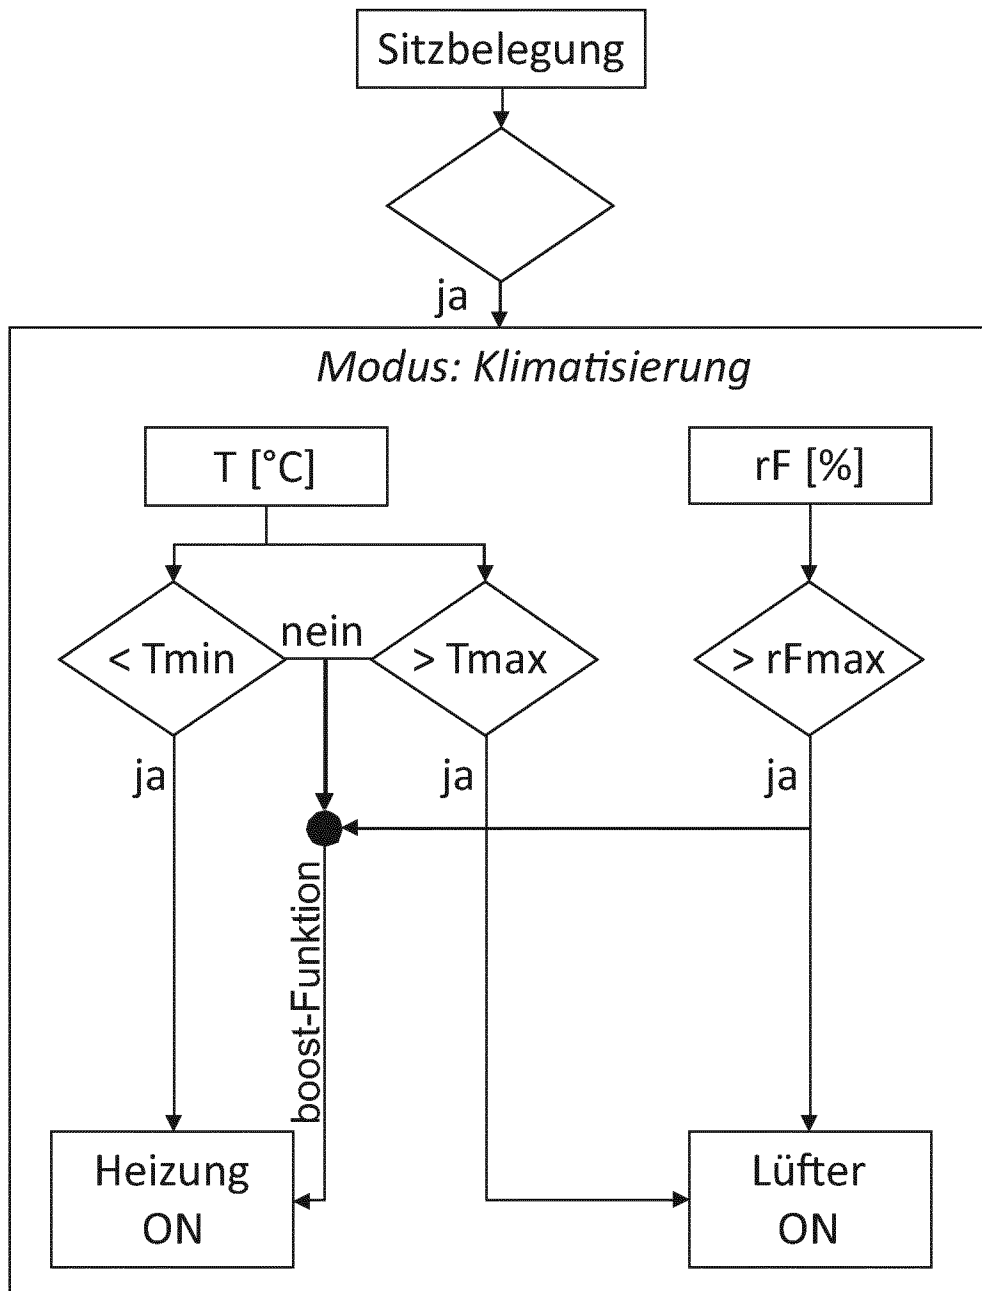 Sitzbelegung
ja
Modus: Klimatisierung
T [°C]
rF [%]
< Tmin
nein
> Tmax
> rFmax
ja
ja
ja
boost-Funktion
Heizung
ON
Lüfter
ON